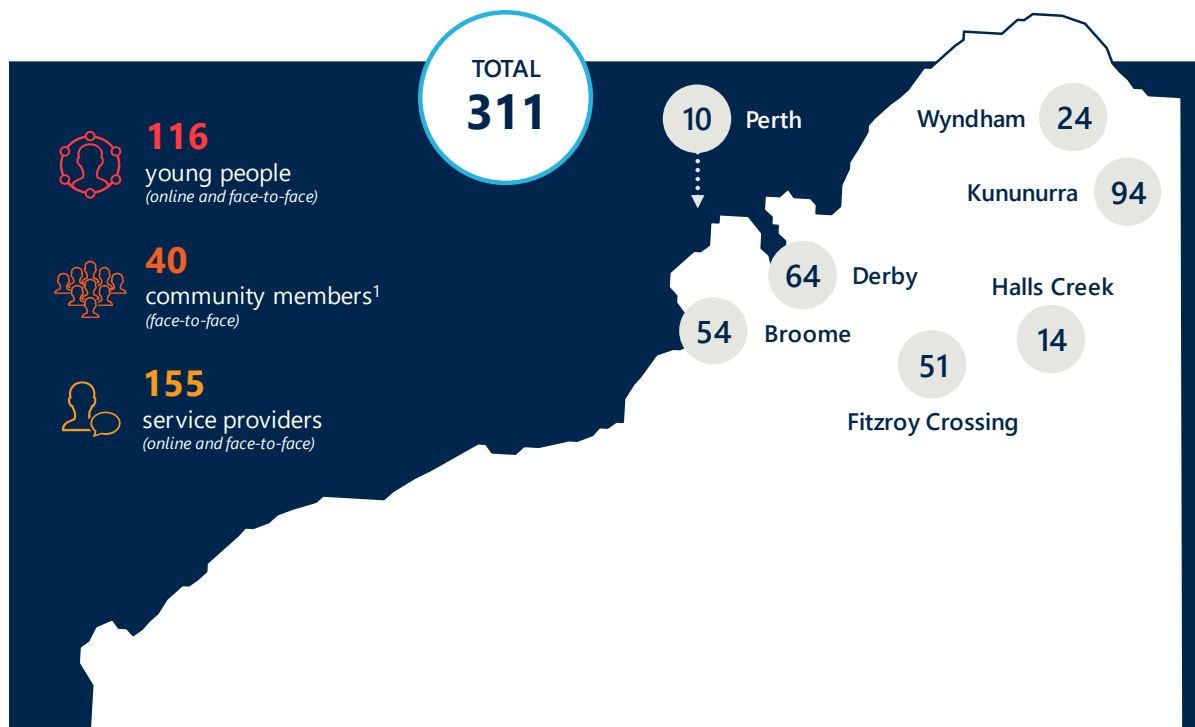 TOTAL
311
116
young people
(online and face-to-face)
40
community members¹
(face-to-face)
155
service providers
(online and face-to-face)
10 Perth
Wyndham 24
Kununurra 94
64 Derby
54 Broome
Halls Creek
14
51
Fitzroy Crossing